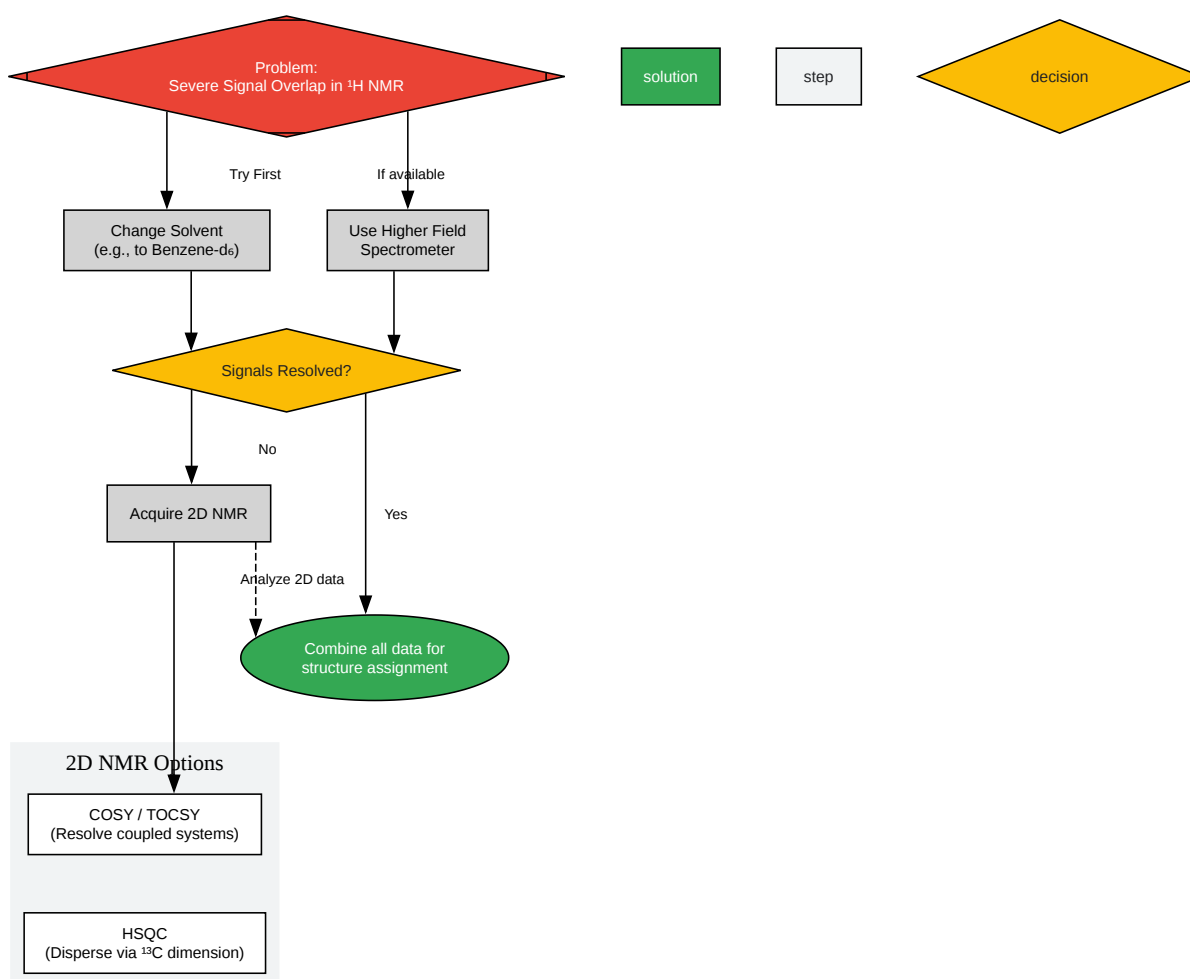 Problem:
Severe Signal Overlap in ¹H NMR
solution
step
decision
Try First
If available
Change Solvent
(e.g., to Benzene-d₆)
Use Higher Field
Spectrometer
Signals Resolved?
No
Acquire 2D NMR
Yes
Analyze 2D data
Combine all data for
structure assignment
2D NMR Options
COSY / TOCSY
(Resolve coupled systems)
HSQC
(Disperse via ¹³C dimension)